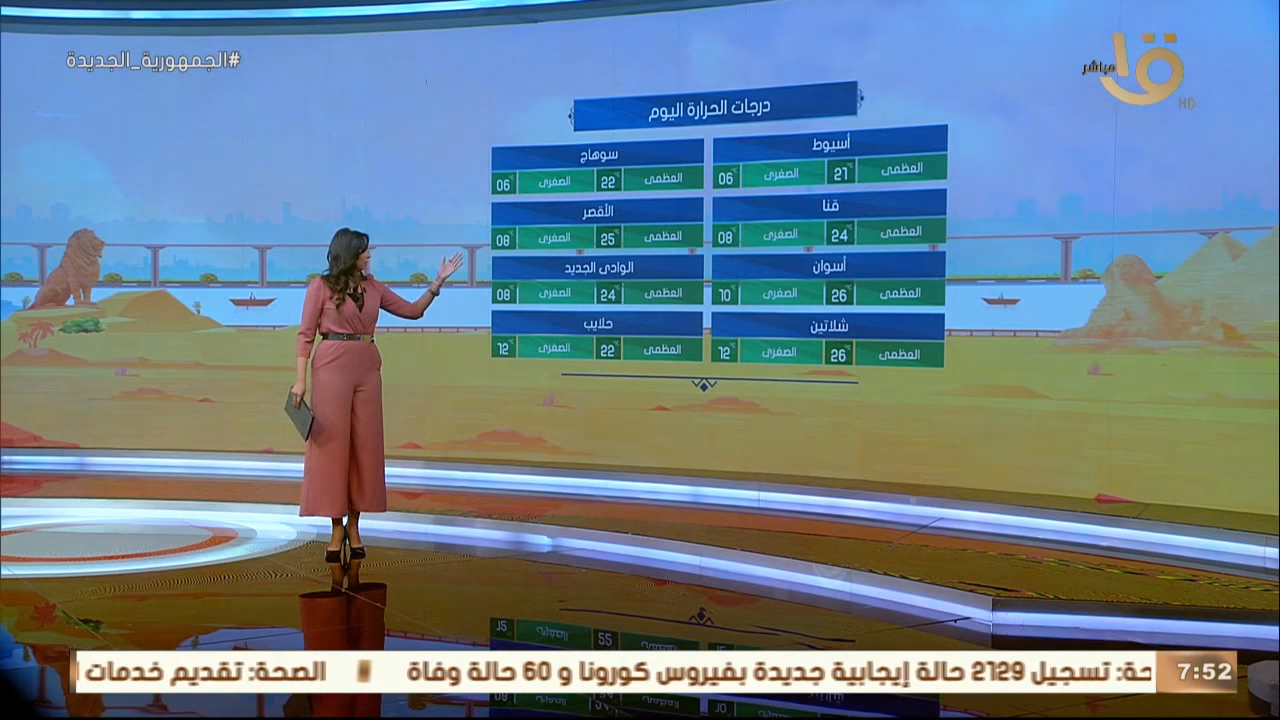 #الجمهورية_الجديدة
مباشر
HD
درجات الحرارة اليوم
أسيوط
العظمى 21 الصغرى 06
سوهاج
العظمى 22 الصغرى 06
قنا
العظمى 24 الصغرى 08
الأقصر
العظمى 25 الصغرى 08
أسوان
العظمى 26 الصغرى 10
الوادى الجديد
العظمى 24 الصغرى 08
شلاتين
العظمى 26 الصغرى 12
حلايب
العظمى 22 الصغرى 12
7:52
حة: تسجيل 2129 حالة إيجابية جديدة بفيروس كورونا و 60 حالة وفاة الصحة: تقديم خدمات